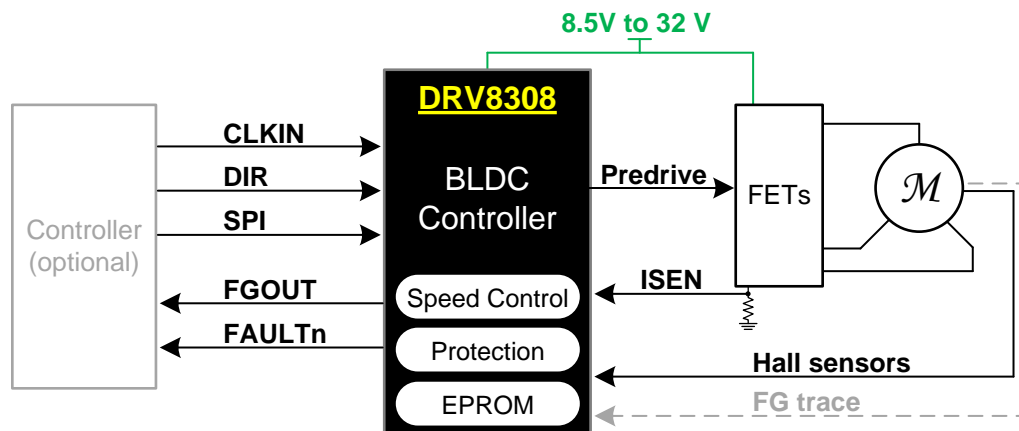 8.5V to 32 V
DRV8308
BLDC
Controller
Controller
(optional)
CLKIN
DIR
SPI
FGOUT
FAULTn
Predrive
FETs
M
ISEN
Speed Control
Protection
EPROM
Hall sensors
FG trace